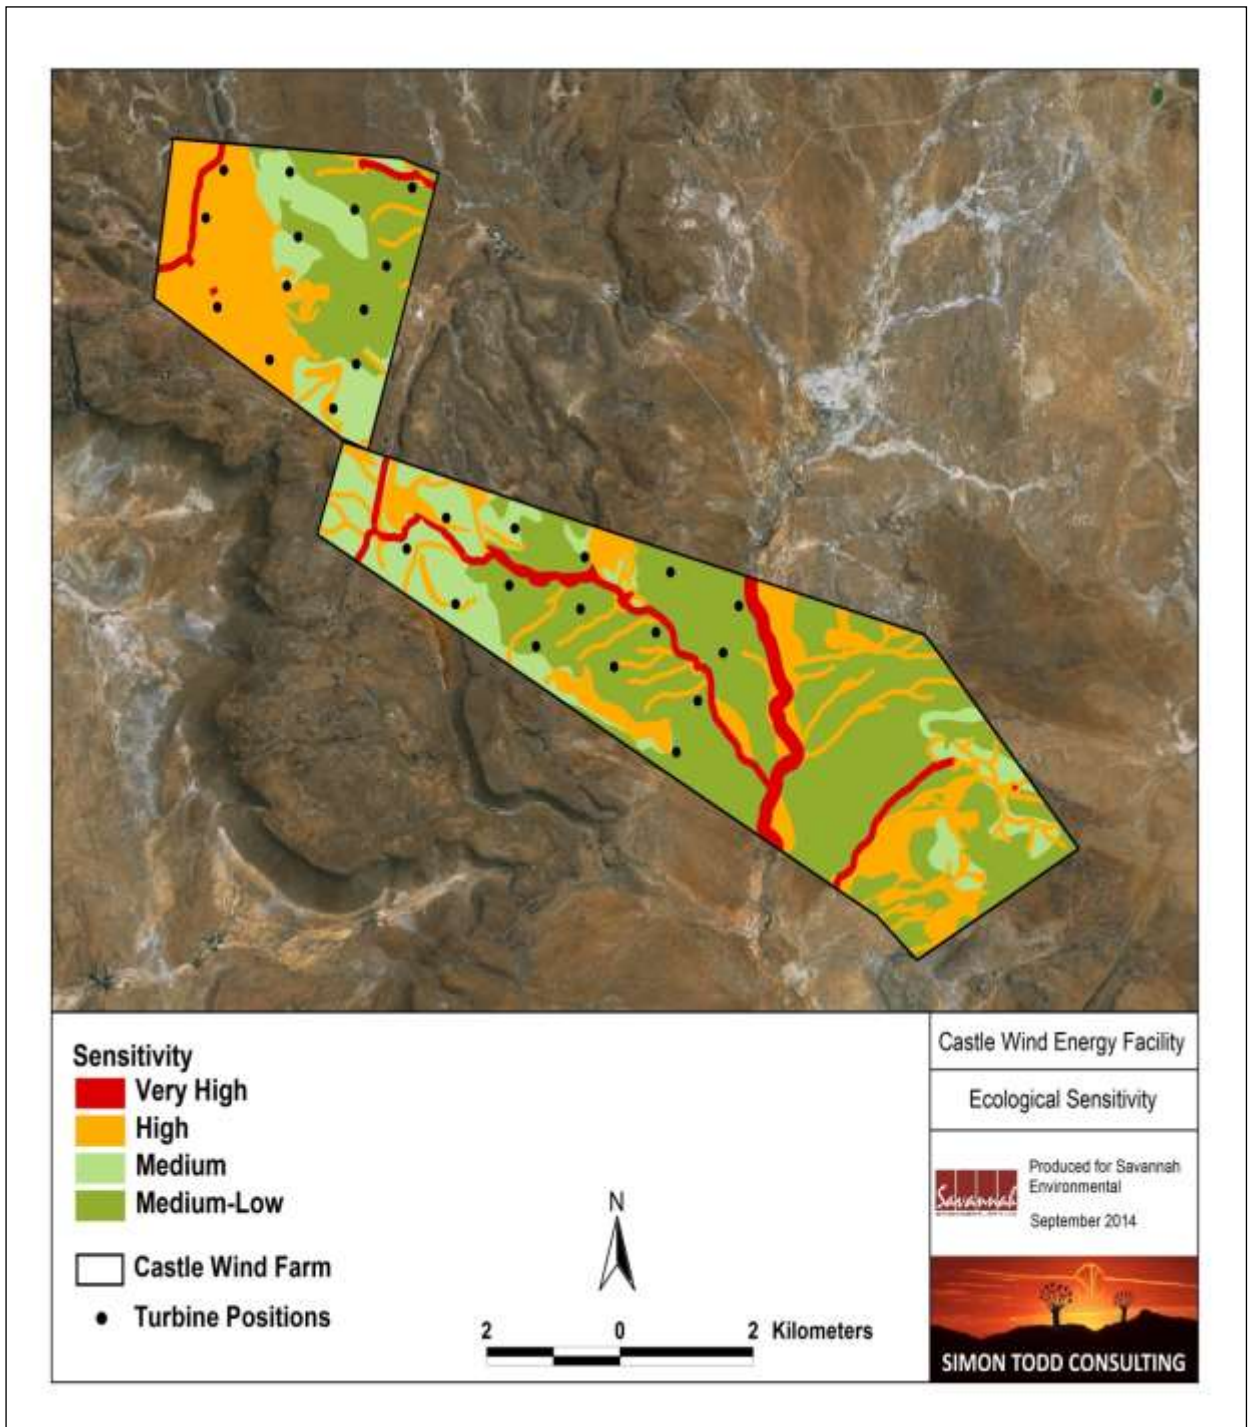 Sensitivity
Very High
High
Medium
Medium-Low
Castle Wind Farm
Turbine Positions
N
2 0 2 Kilometers
Castle Wind Energy Facility
Ecological Sensitivity
Savannah
Produced for Savannah
Environmental
September 2014
SIMON TODD CONSULTING